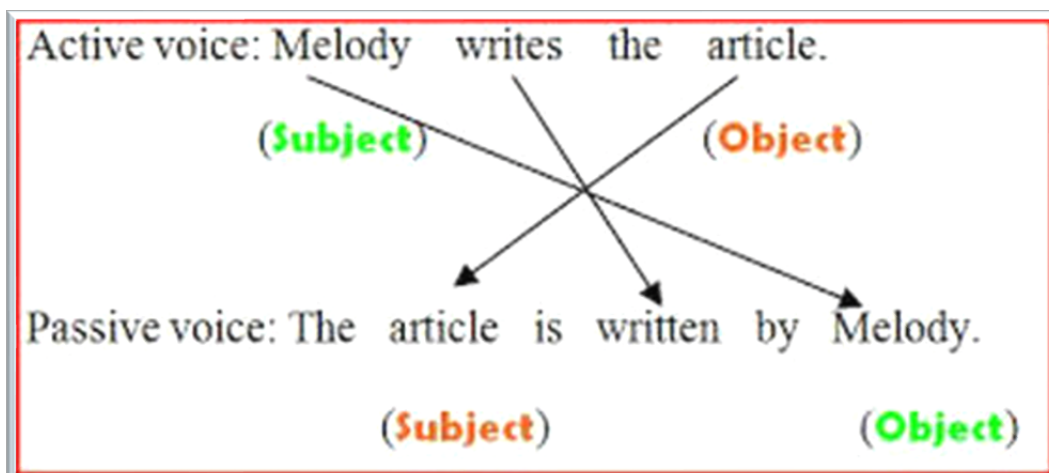 Active voice: Melody writes the article.
(Subject) (Object)
Passive voice: The article is written by Melody.
(Subject) (Object)